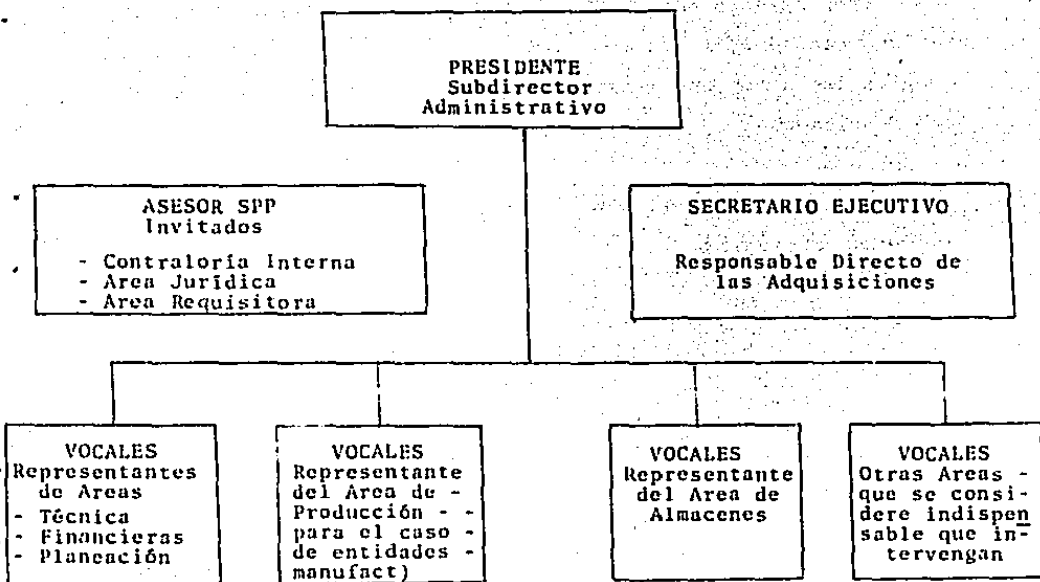 PRESIDENTE
Subdirector
Administrativo
ASESOR SPP
Invitados
- Contraloría Interna
- Area Jurídica
- Area Requisitora
SECRETARIO EJECUTIVO
Responsable Directo de
las Adquisiciones
VOCALES
Representantes
de Areas
- Técnica
- Financieras
- Planeación
VOCALES
Representante
del Area de -
Producción - -
para el caso -
de entidades -
manufact)
VOCALES
Representante
del Area de
Almacenes
VOCALES
Otras Areas -
que se consi-
dere indispen
sable que in-
tervengan